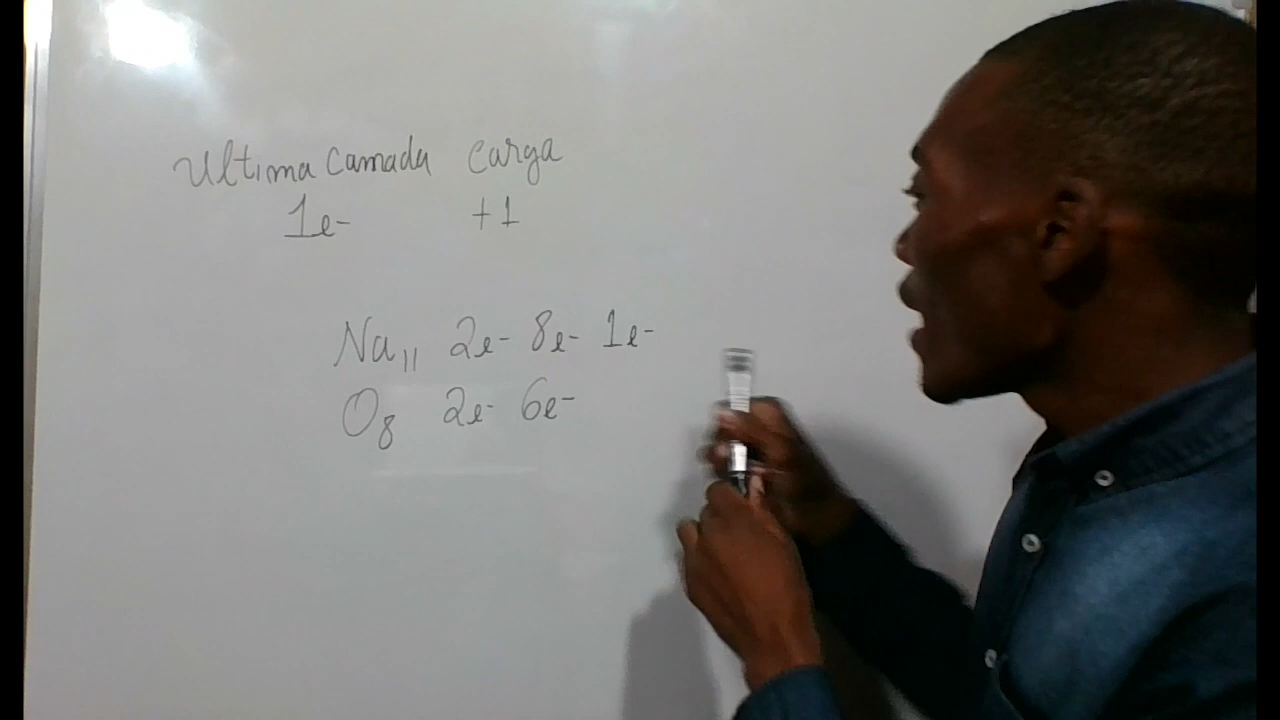 Ultima Camada Carga
1e- +1
Na11 2e- 8e- 1e-
O8 2e- 6e-